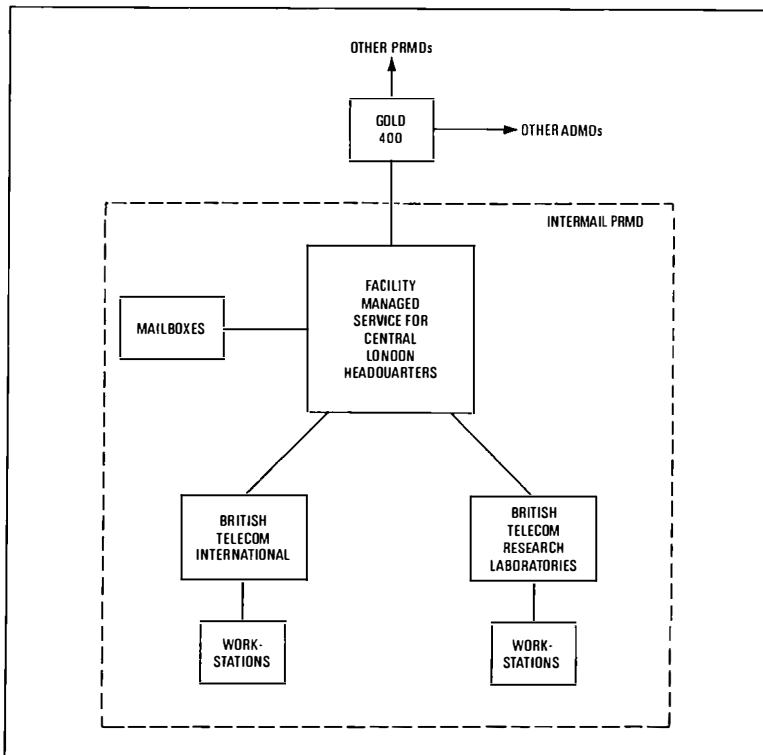 OTHER PRMDs
GOLD
400
OTHER ADMDs
INTERMAIL PRMD
FACILITY
MANAGED
SERVICE FOR
CENTRAL
LONDON
HEADQUARTERS
MAILBOXES
BRITISH
TELECOM
INTERNATIONAL
BRITISH
TELECOM
RESEARCH
LABORATORIES
WORK-
STATIONS
WORK-
STATIONS